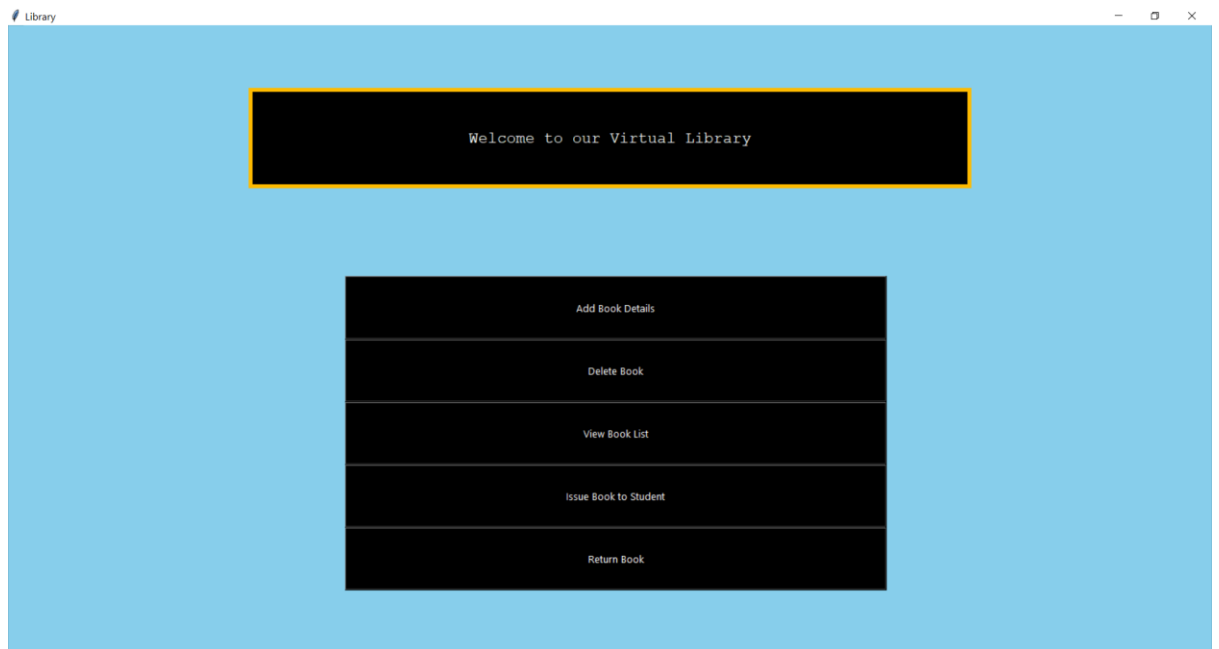 Library
Welcome to our Virtual Library
Add Book Details
Delete Book
View Book List
Issue Book to Student
Return Book